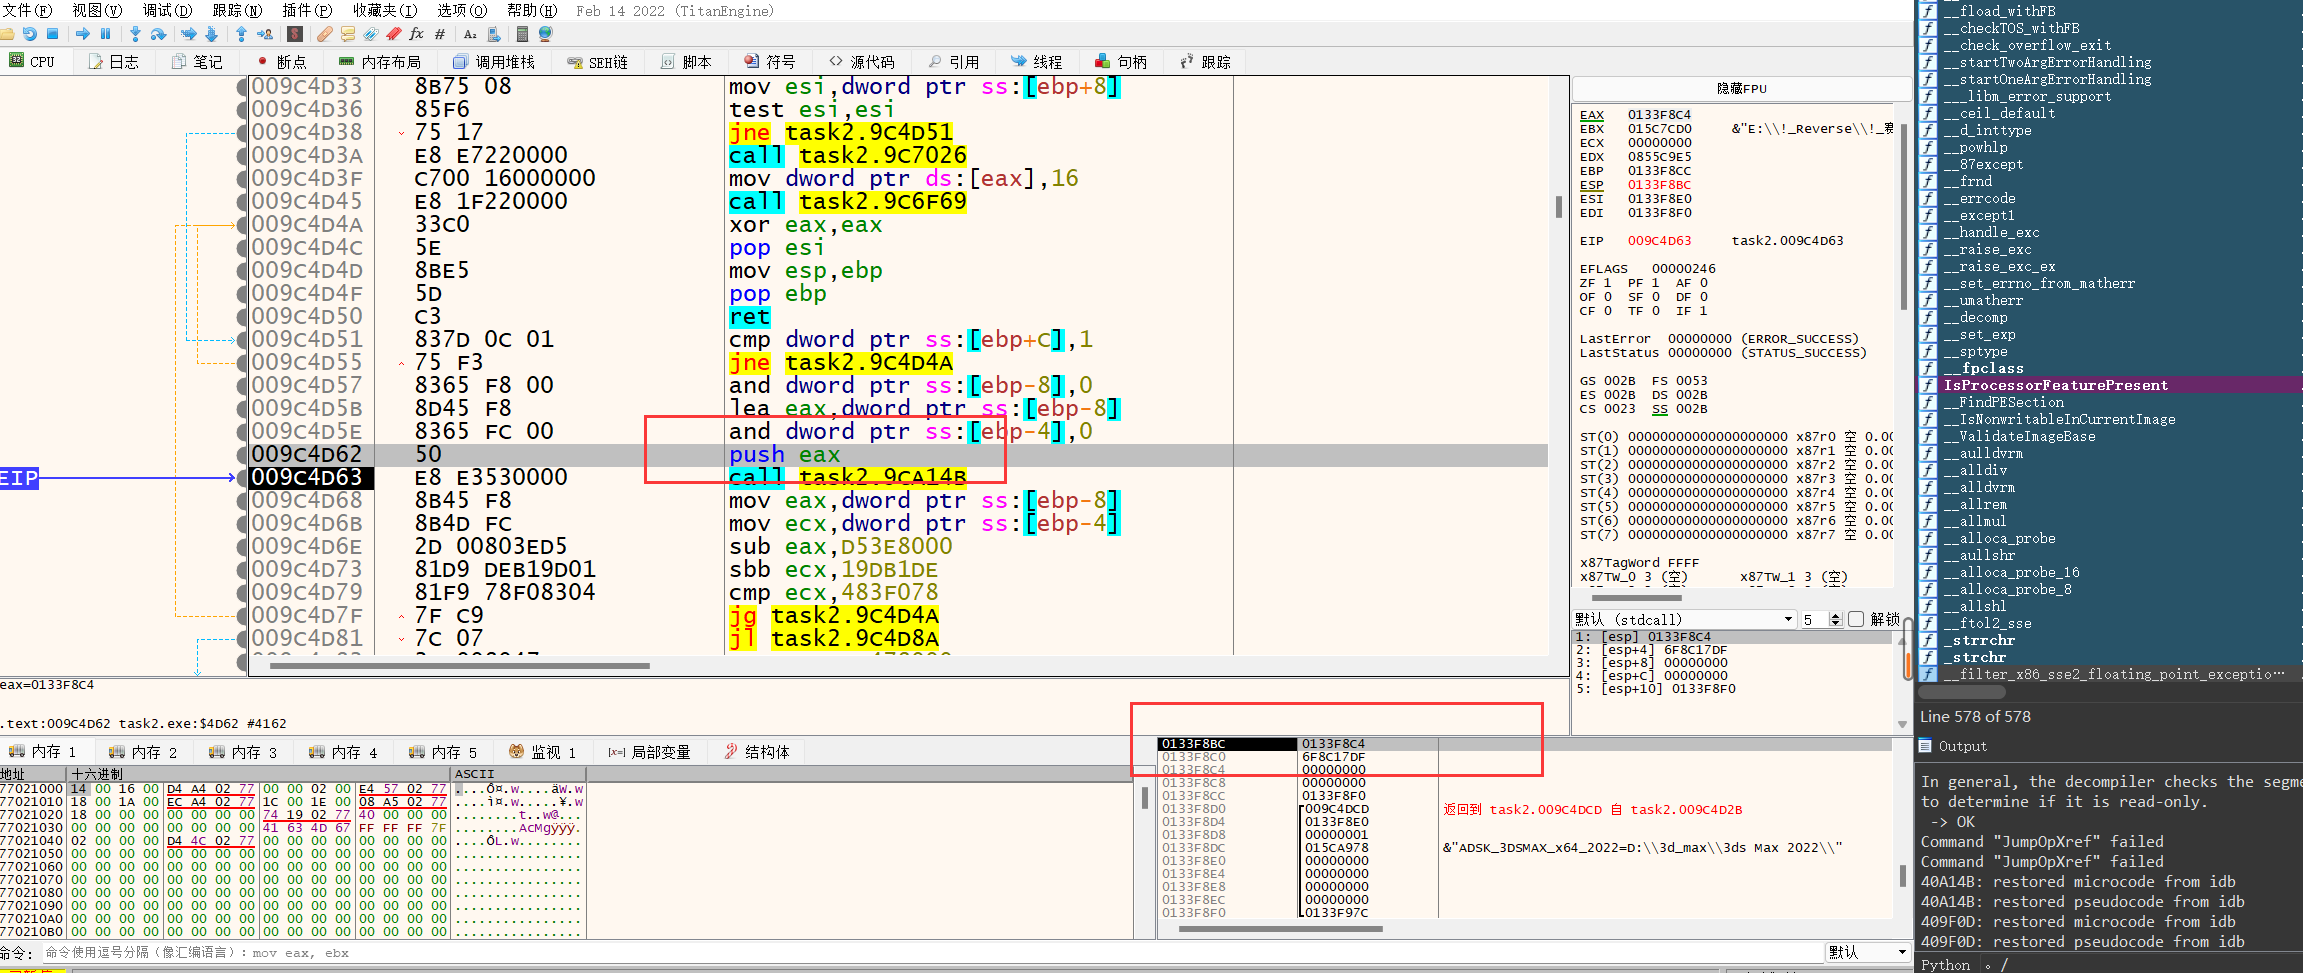 文件(F) 视图(V) 调试(D) 跟踪(N) 插件(P) 收藏夹(I) 选项(O) 帮助(H) Feb 14 2022 (TitanEngine)
CPU 日志 笔记 断点 内存布局 调用堆栈 SEH链 脚本 符号 源代码 引用 线程 句柄 跟踪
009C4D33 8B75 08 mov esi,dword ptr ss:[ebp+8]
009C4D36 85F6 test esi,esi
009C4D38 75 17 jne task2.9C4D51
009C4D3A E8 E7220000 call task2.9C7026
009C4D3F C700 16000000 mov dword ptr ds:[eax],16
009C4D45 E8 1F220000 call task2.9C6F69
009C4D4A 33C0 xor eax,eax
009C4D4C 5E pop esi
009C4D4D 8BE5 mov esp,ebp
009C4D4F 5D pop ebp
009C4D50 C3 ret
009C4D51 837D 0C 01 cmp dword ptr ss:[ebp+C],1
009C4D55 75 F3 jne task2.9C4D4A
009C4D57 8365 F8 00 and dword ptr ss:[ebp-8],0
009C4D5B 8D45 F8 lea eax,dword ptr ss:[ebp-8]
009C4D5E 8365 FC 00 and dword ptr ss:[ebp-4],0
009C4D62 50 push eax
EIP 009C4D63 E8 E3530000 call task2.9CA14B
009C4D68 8B45 F8 mov eax,dword ptr ss:[ebp-8]
009C4D6B 8B4D FC mov ecx,dword ptr ss:[ebp-4]
009C4D6E 2D 00803ED5 sub eax,D53E8000
009C4D73 81D9 DEB19D01 sbb ecx,19DB1DE
009C4D79 81F9 78F08304 cmp ecx,483F078
009C4D7F 7F C9 jg task2.9C4D4A
009C4D81 7C 07 jl task2.9C4D8A
eax=0133F8C4
.text:009C4D62 task2.exe:$4D62 #4162
隐藏FPU
EAX 0133F8C4
EBX 015C7CD0 &"E:\\!_Reverse\\!_赛
ECX 00000000
EDX 0855C9E5
EBP 0133F8CC
ESP 0133F8BC
ESI 0133F8E0
EDI 0133F8F0
EIP 009C4D63 task2.009C4D63
EFLAGS 00000246
ZF 1 PF 1 AF 0
OF 0 SF 0 DF 0
CF 0 TF 0 IF 1
LastError 00000000 (ERROR_SUCCESS)
LastStatus 00000000 (STATUS_SUCCESS)
GS 002B FS 0053
ES 002B DS 002B
CS 0023 SS 002B
ST(0) 00000000000000000000 x87r0 空 0.00
ST(1) 00000000000000000000 x87r1 空 0.00
ST(2) 00000000000000000000 x87r2 空 0.00
ST(3) 00000000000000000000 x87r3 空 0.00
ST(4) 00000000000000000000 x87r4 空 0.00
ST(5) 00000000000000000000 x87r5 空 0.00
ST(6) 00000000000000000000 x87r6 空 0.00
ST(7) 00000000000000000000 x87r7 空 0.00
x87TagWord FFFF
x87TW_0 3 (空) x87TW_1 3 (空)
默认 (stdcall) 5 解锁
1: [esp] 0133F8C4
2: [esp+4] 6F8C17DF
3: [esp+8] 00000000
4: [esp+C] 00000000
5: [esp+10] 0133F8F0
内存 1 内存 2 内存 3 内存 4 内存 5 监视 1 局部变量 结构体
地址 十六进制 ASCII
77021000 14 00 16 00 D4 A4 02 77 00 00 02 00 E4 57 02 77 ....Ô¤.w....äW.w
77021010 18 00 1A 00 EC A4 02 77 1C 00 1E 00 08 A5 02 77 ....ì¤.w.....¥.w
77021020 18 00 00 00 00 00 00 00 74 19 02 77 40 00 00 00 ........t..w@...
77021030 00 00 00 00 00 00 00 00 41 63 4D 67 FF FF FF 7F ........AcMgÿÿÿ.
77021040 02 00 00 00 D4 4C 02 77 00 00 00 00 00 00 00 00 ....ÔL.w........
77021050 00 00 00 00 00 00 00 00 00 00 00 00 00 00 00 00 ................
77021060 00 00 00 00 00 00 00 00 00 00 00 00 00 00 00 00 ................
77021070 00 00 00 00 00 00 00 00 00 00 00 00 00 00 00 00 ................
77021080 00 00 00 00 00 00 00 00 00 00 00 00 00 00 00 00 ................
77021090 00 00 00 00 00 00 00 00 00 00 00 00 00 00 00 00 ................
770210A0 00 00 00 00 00 00 00 00 00 00 00 00 00 00 00 00 ................
770210B0 00 00 00 00 00 00 00 00 00 00 00 00 00 00 00 00 ................
0133F8BC 0133F8C4
0133F8C0 6F8C17DF
0133F8C4 00000000
0133F8C8 00000000
0133F8CC 0133F8F0
0133F8D0 009C4DCD 返回到 task2.009C4DCD 自 task2.009C4D2B
0133F8D4 0133F8E0
0133F8D8 00000001
0133F8DC 015CA978 &"ADSK_3DSMAX_x64_2022=D:\\3d_max\\3ds Max 2022\\"
0133F8E0 00000000
0133F8E4 00000000
0133F8E8 00000000
0133F8EC 00000000
0133F8F0 0133F97C
命令: 命令使用逗号分隔 (像汇编语言): mov eax, ebx 默认
__fload_withFB
__checkTOS_withFB
__check_overflow_exit
__startTwoArgErrorHandling
__startOneArgErrorHandling
___libm_error_support
__ceil_default
__d_inttype
__powhlp
__87except
__frnd
__errcode
__except1
__handle_exc
__raise_exc
__raise_exc_ex
__set_errno_from_matherr
__umatherr
__decomp
__set_exp
__sptype
__fpclass
IsProcessorFeaturePresent
__FindPESection
__IsNonwritableInCurrentImage
__ValidateImageBase
__aulldvrm
__alldiv
__alldvrm
__allrem
__allmul
__alloca_probe
__aullshr
__alloca_probe_16
__alloca_probe_8
__allshl
__ftol2_sse
_strrchr
_strchr
__filter_x86_sse2_floating_point_exceptio…
Line 578 of 578
Output
In general, the decompiler checks the segme
to determine if it is read-only.
-> OK
Command "JumpOpXref" failed
Command "JumpOpXref" failed
40A14B: restored microcode from idb
40A14B: restored pseudocode from idb
409F0D: restored microcode from idb
409F0D: restored pseudocode from idb
Python